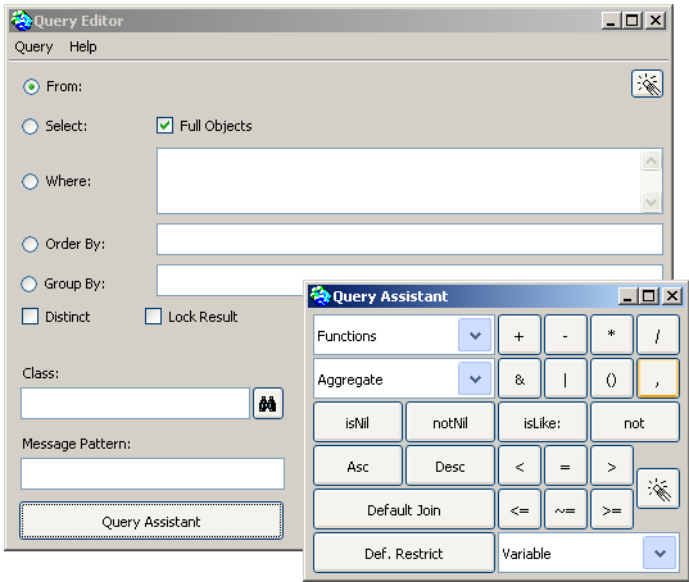 Query Editor
Query Help
From:
Select: Full Objects
Where:
Order By:
Group By:
Distinct Lock Result
Class:
Message Pattern:
Query Assistant
Query Assistant
Functions + - * /
Aggregate & | () ,
isNil notNil isLike: not
Asc Desc < = >
Default Join <= ~= >=
Def. Restrict Variable